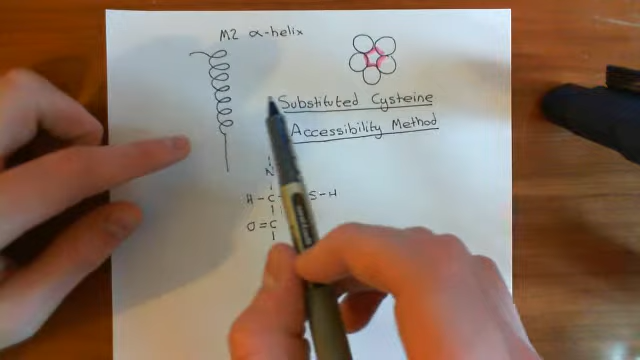 M2 α-helix
Substituted Cysteine
Accessibility Method
N
H-C- S-H
O=C